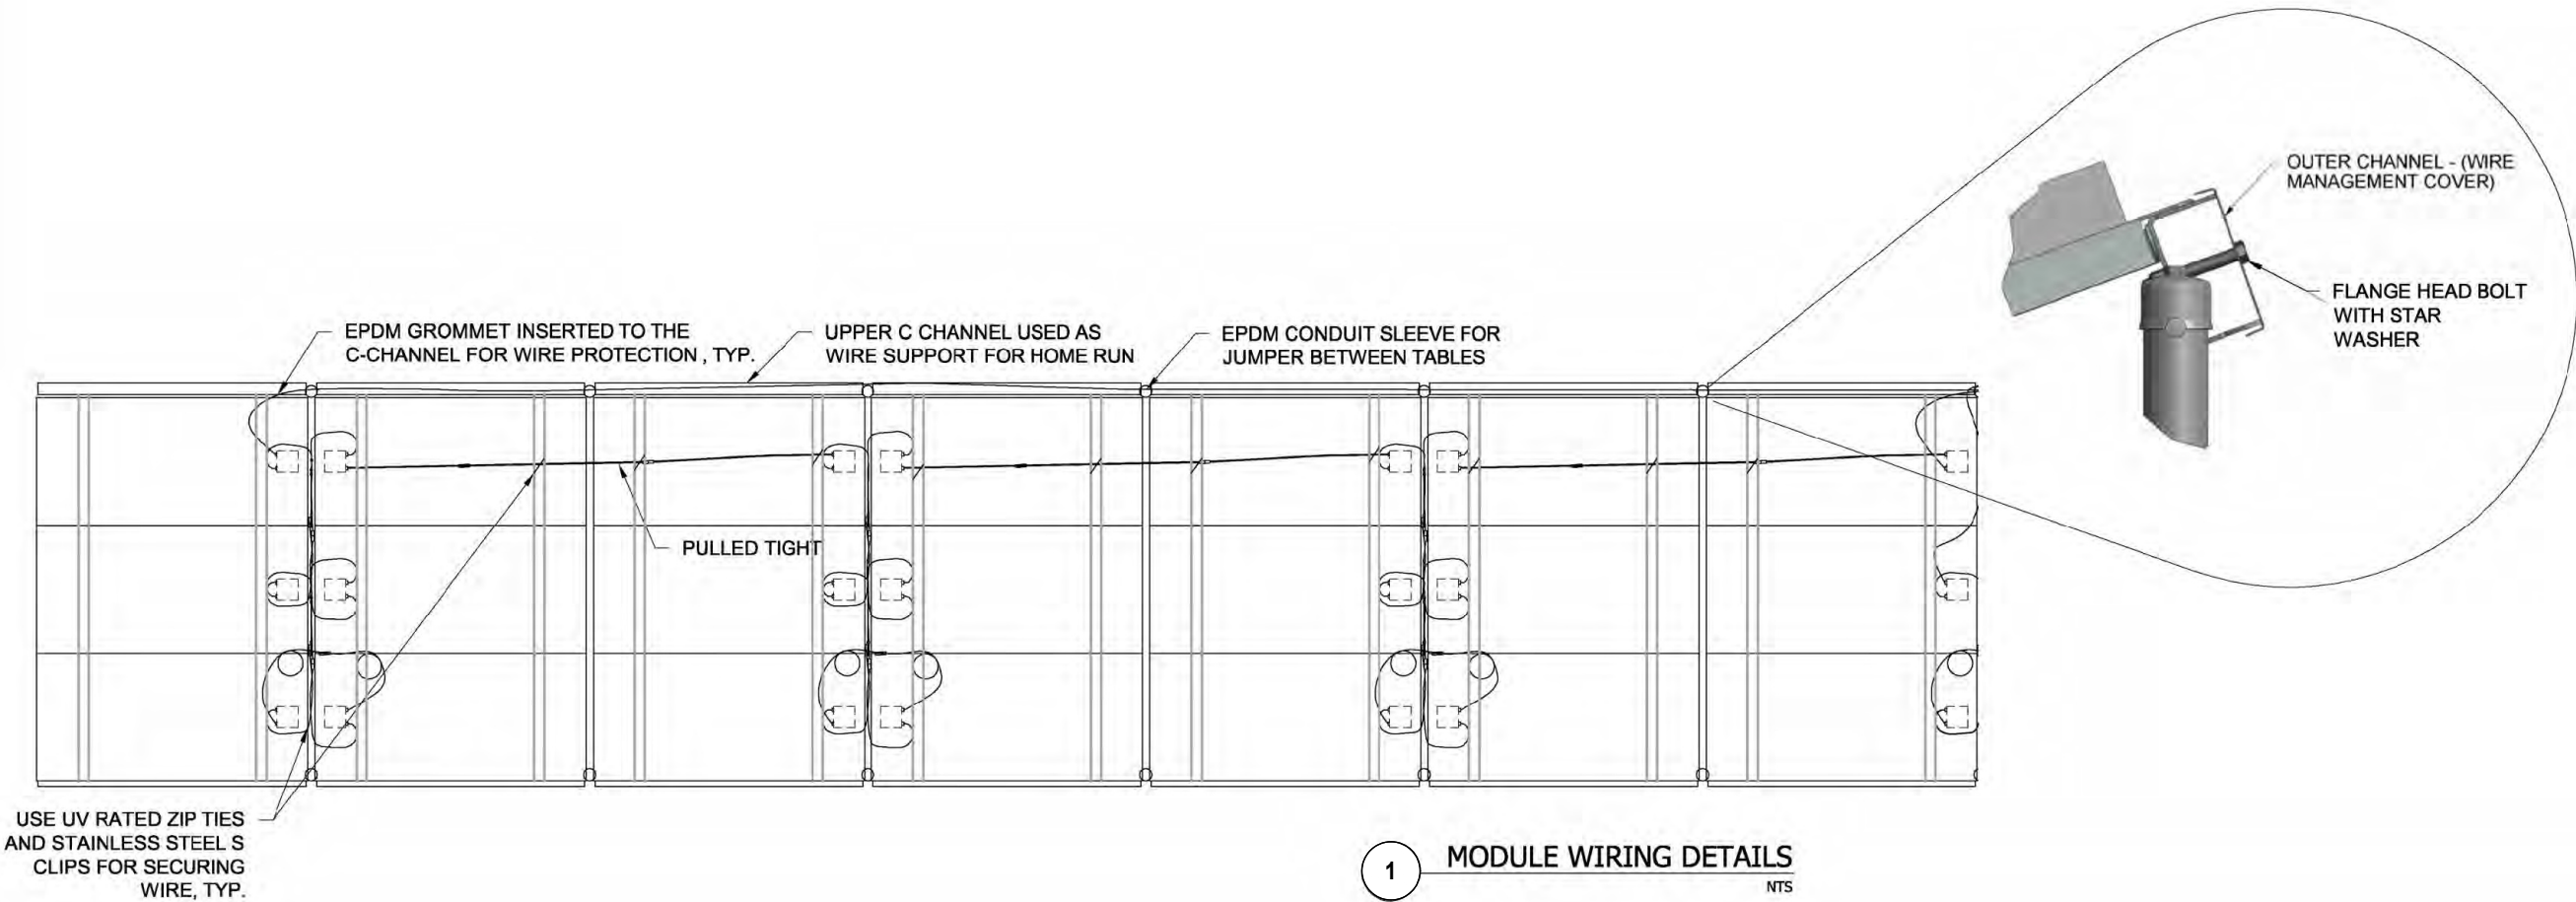 OUTER CHANNEL - (WIRE
MANAGEMENT COVER)
FLANGE HEAD BOLT
WITH STAR
WASHER
EPDM GROMMET INSERTED TO THE
C-CHANNEL FOR WIRE PROTECTION , TYP.
UPPER C CHANNEL USED AS
WIRE SUPPORT FOR HOME RUN
EPDM CONDUIT SLEEVE FOR
JUMPER BETWEEN TABLES
PULLED TIGHT
USE UV RATED ZIP TIES
AND STAINLESS STEEL S
CLIPS FOR SECURING
WIRE, TYP.
1
MODULE WIRING DETAILS
NTS